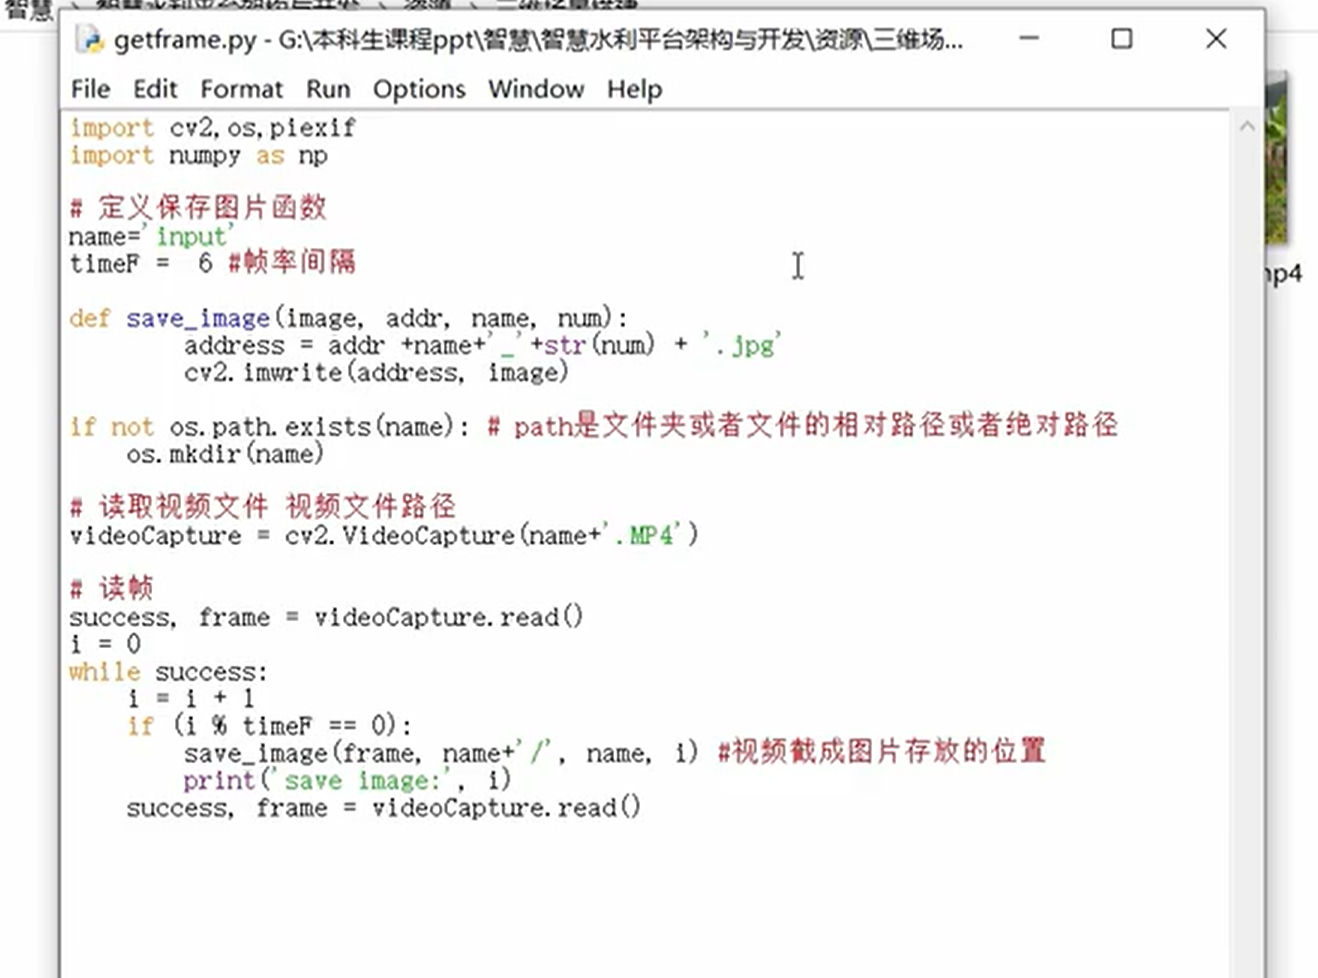 getframe.py - G:\本科生课程ppt\智慧\智慧水利平台架构与开发\资源\三维场...
File Edit Format Run Options Window Help
import cv2,os,piexif
import numpy as np
# 定义保存图片函数
name='input'
timeF =  6 #帧率间隔
def save_image(image, addr, name, num):
        address = addr +name+'_'+str(num) + '.jpg'
        cv2.imwrite(address, image)
if not os.path.exists(name): # path是文件夹或者文件的相对路径或者绝对路径
    os.mkdir(name)
# 读取视频文件 视频文件路径
videoCapture = cv2.VideoCapture(name+'.MP4')
# 读帧
success, frame = videoCapture.read()
i = 0
while success:
    i = i + 1
    if (i % timeF == 0):
        save_image(frame, name+'/', name, i) #视频截成图片存放的位置
        print('save image:', i)
    success, frame = videoCapture.read()